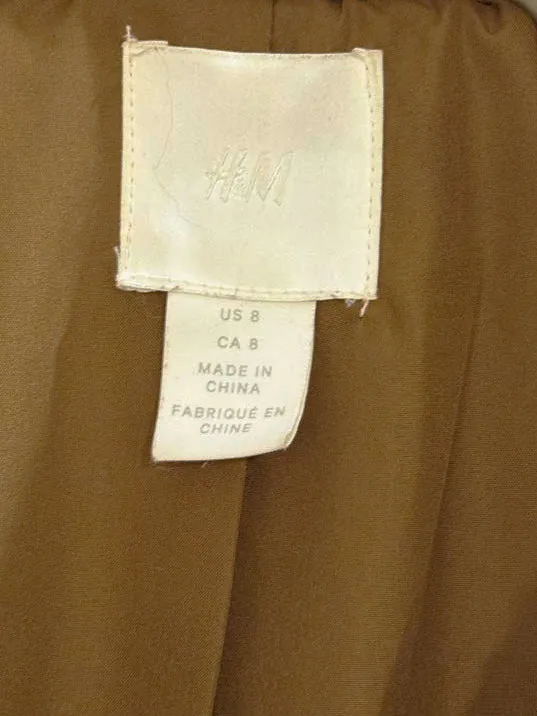 H&M
US 8
CA 8
MADE IN
CHINA
FABRIQUÉ EN
CHINE